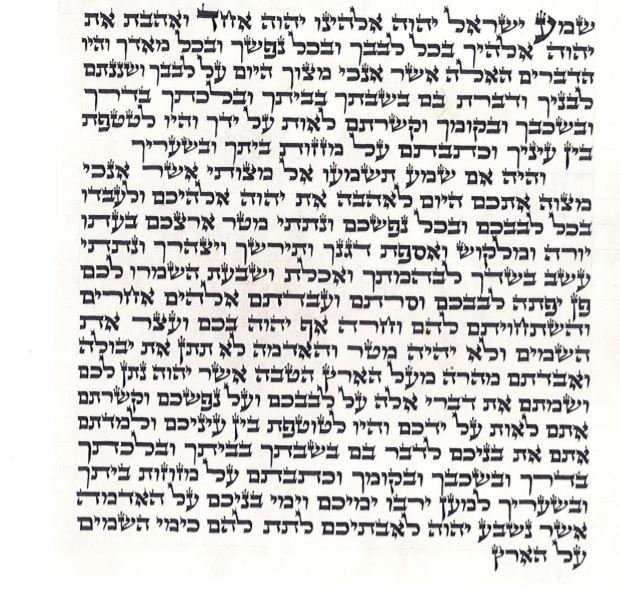 שמע ישראל יהוה אלהינו יהוה אחד ואהבת את
יהוה אלהיך בכל לבבך ובכל נפשך ובכל מאדך והיו
הדברים האלה אשר אנכי מצוך היום על לבבך ושננתם
לבניך ודברת בם בשבתך בביתך ובלכתך בדרך
ובשכבך ובקומך וקשרתם לאות על ידך והיו לטטפת
בין עיניך וכתבתם על מזזות ביתך ובשעריך
והיה אם שמע תשמעו אל מצותי אשר אנכי
מצוה אתכם היום לאהבה את יהוה אלהיכם ולעבדו
בכל לבבכם ובכל נפשכם ונתתי מטר ארצכם בעתו
יורה ומלקוש ואספת דגנך ותירשך ויצהרך ונתתי
עשב בשדך לבהמתך ואכלת ושבעת השמרו לכם
פן יפתה לבבכם וסרתם ועבדתם אלהים אחרים
והשתחויתם להם וחרה אף יהוה בכם ועצר את
השמים ולא יהיה מטר והאדמה לא תתן את יבולה
ואבדתם מהרה מעל הארץ הטבה אשר יהוה נתן לכם
ושמתם את דברי אלה על לבבכם ועל נפשכם וקשרתם
אתם לאות על ידכם והיו לטוטפת בין עיניכם ולמדתם
אתם את בניכם לדבר בם בשבתך בביתך ובלכתך
בדרך ובשכבך ובקומך וכתבתם על מזוזות ביתך
ובשעריך למען ירבו ימיכם וימי בניכם על האדמה
אשר נשבע יהוה לאבתיכם לתת להם כימי השמים
על הארץ